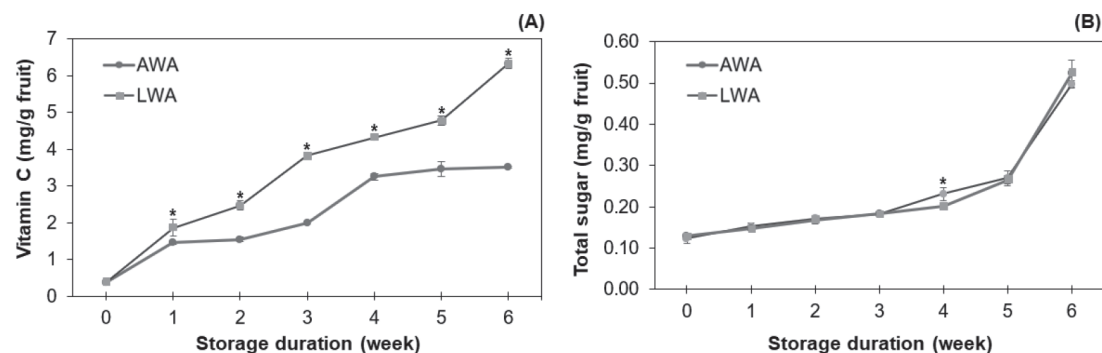 (A)
7
6
5
4
3
2
1
0
Vitamin C (mg/g fruit)
AWA
LWA
*
*
*
*
*
*
0 1 2 3 4 5 6
Storage duration (week)
(B)
0.60
0.50
0.40
0.30
0.20
0.10
0.00
Total sugar (mg/g fruit)
AWA
LWA
*
0 1 2 3 4 5 6
Storage duration (week)